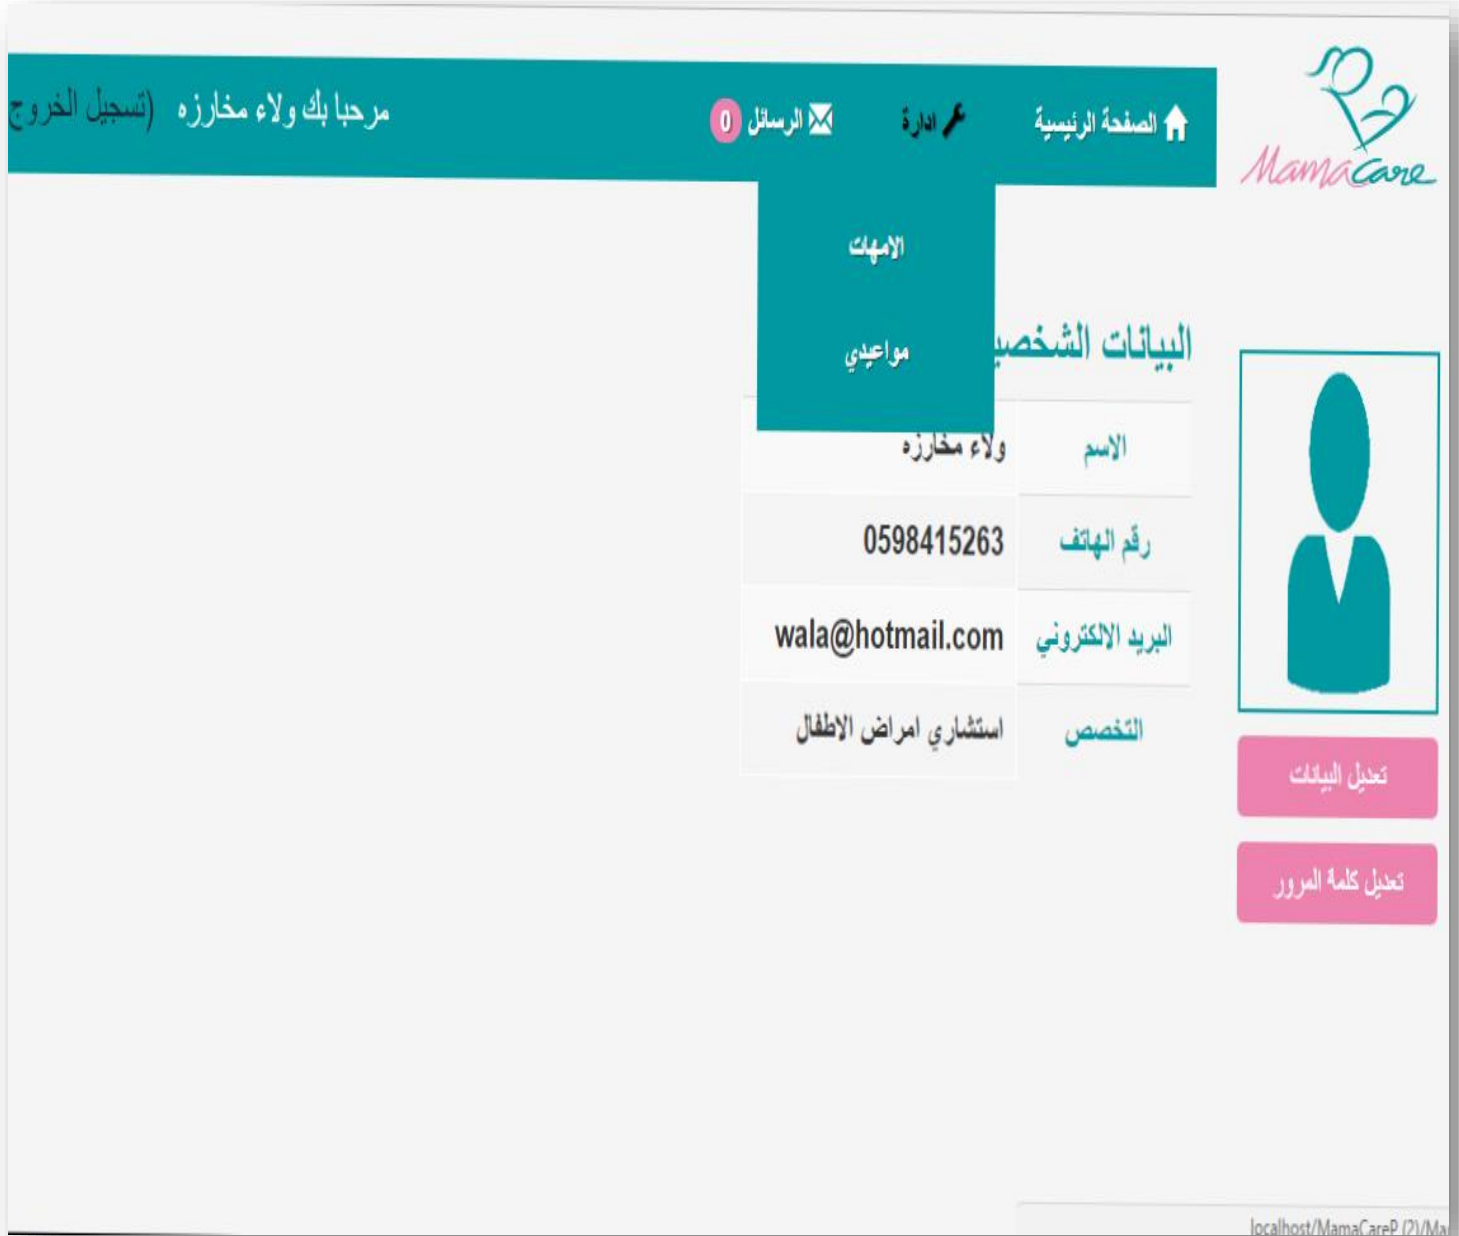 MamaCare
الصفحة الرئيسية ادارة الرسائل 0 مرحبا بك ولاء مخارزه (تسجيل الخروج
الامهات
مواعيدي
البيانات
الاسم ولاء مخارزه
رقم الهاتف 0598415263
البريد الالكتروني wala@hotmail.com
التخصص استشاري امراض الاطفال
تعديل البيانات
تعديل كلمة المرور
localhost/MamaCareP (2)/Ma